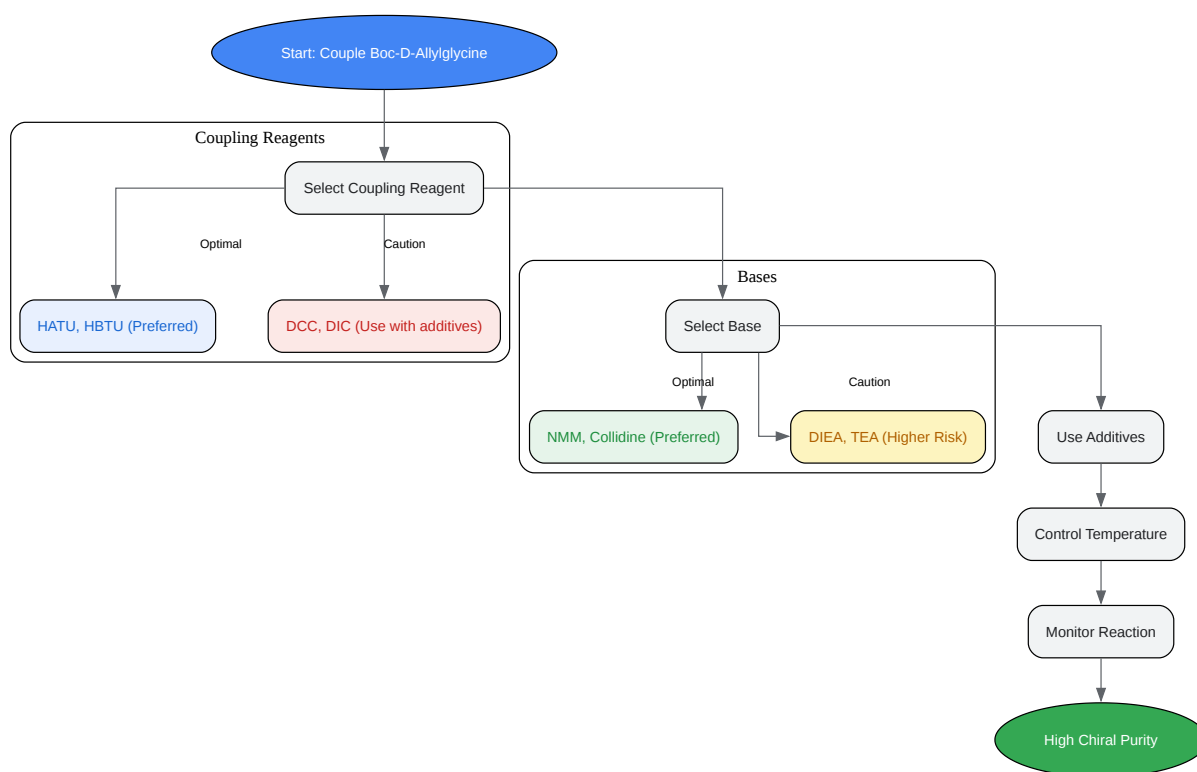 Start: Couple Boc-D-Allylglycine
Coupling Reagents
Select Coupling Reagent
Optimal
Caution
HATU, HBTU (Preferred)
DCC, DIC (Use with additives)
Bases
Select Base
Optimal
Caution
NMM, Collidine (Preferred)
DIEA, TEA (Higher Risk)
Use Additives
Control Temperature
Monitor Reaction
High Chiral Purity